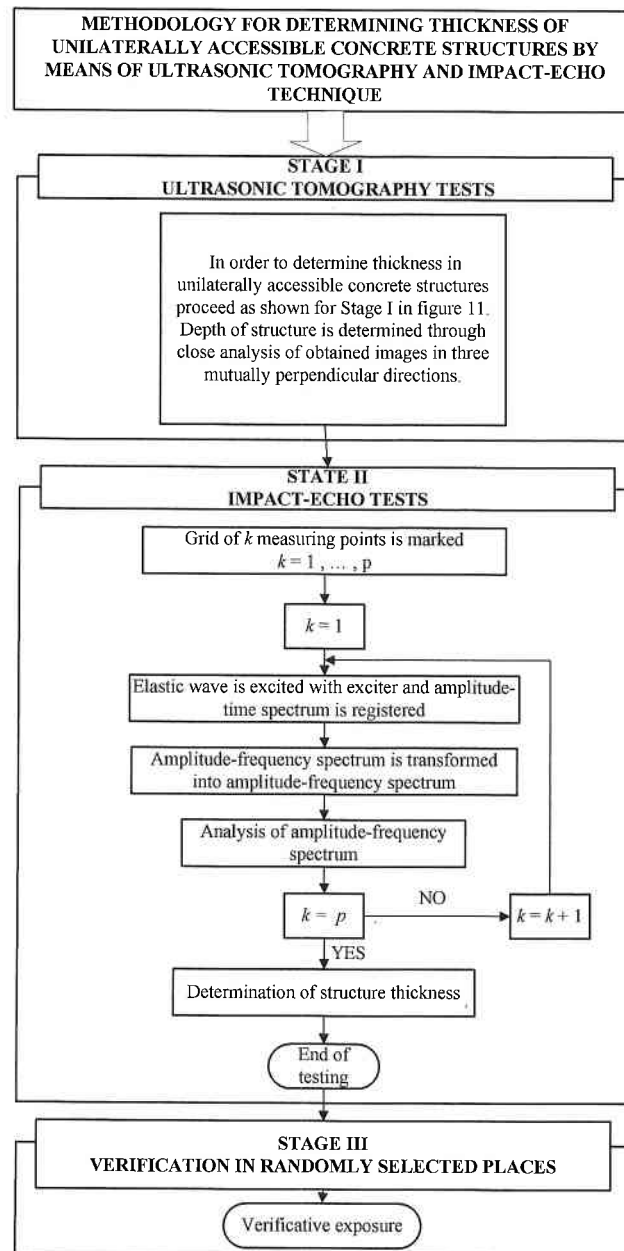 METHODOLOGY FOR DETERMINING THICKNESS OF
UNILATERALLY ACCESSIBLE CONCRETE STRUCTURES BY
MEANS OF ULTRASONIC TOMOGRAPHY AND IMPACT-ECHO
TECHNIQUE
STAGE I
ULTRASONIC TOMOGRAPHY TESTS
In order to determine thickness in
unilaterally accessible concrete structures
proceed as shown for Stage I in figure 11.
Depth of structure is determined through
close analysis of obtained images in three
mutually perpendicular directions.
STATE II
IMPACT-ECHO TESTS
Grid of k measuring points is marked
k = 1 , ... , p
k = 1
Elastic wave is excited with exciter and amplitude-
time spectrum is registered
Amplitude-frequency spectrum is transformed
into amplitude-frequency spectrum
Analysis of amplitude-frequency
spectrum
k = p
NO
k = k + 1
YES
Determination of structure thickness
End of
testing
STAGE III
VERIFICATION IN RANDOMLY SELECTED PLACES
Verificative exposure